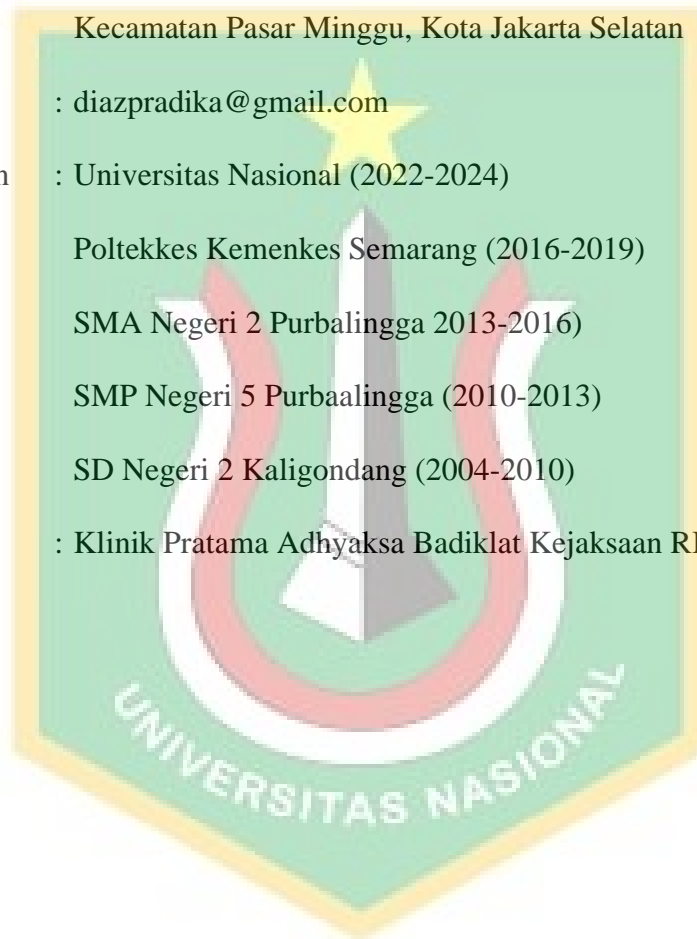 Kecamatan Pasar Minggu, Kota Jakarta Selatan
: diazpradika@gmail.com
n : Universitas Nasional (2022-2024)
Poltekkes Kemenkes Semarang (2016-2019)
SMA Negeri 2 Purbalingga 2013-2016)
SMP Negeri 5 Purbaalingga (2010-2013)
SD Negeri 2 Kaligondang (2004-2010)
: Klinik Pratama Adhyaksa Badiklat Kejaksaan RI
UNIVERSITAS NASIONAL